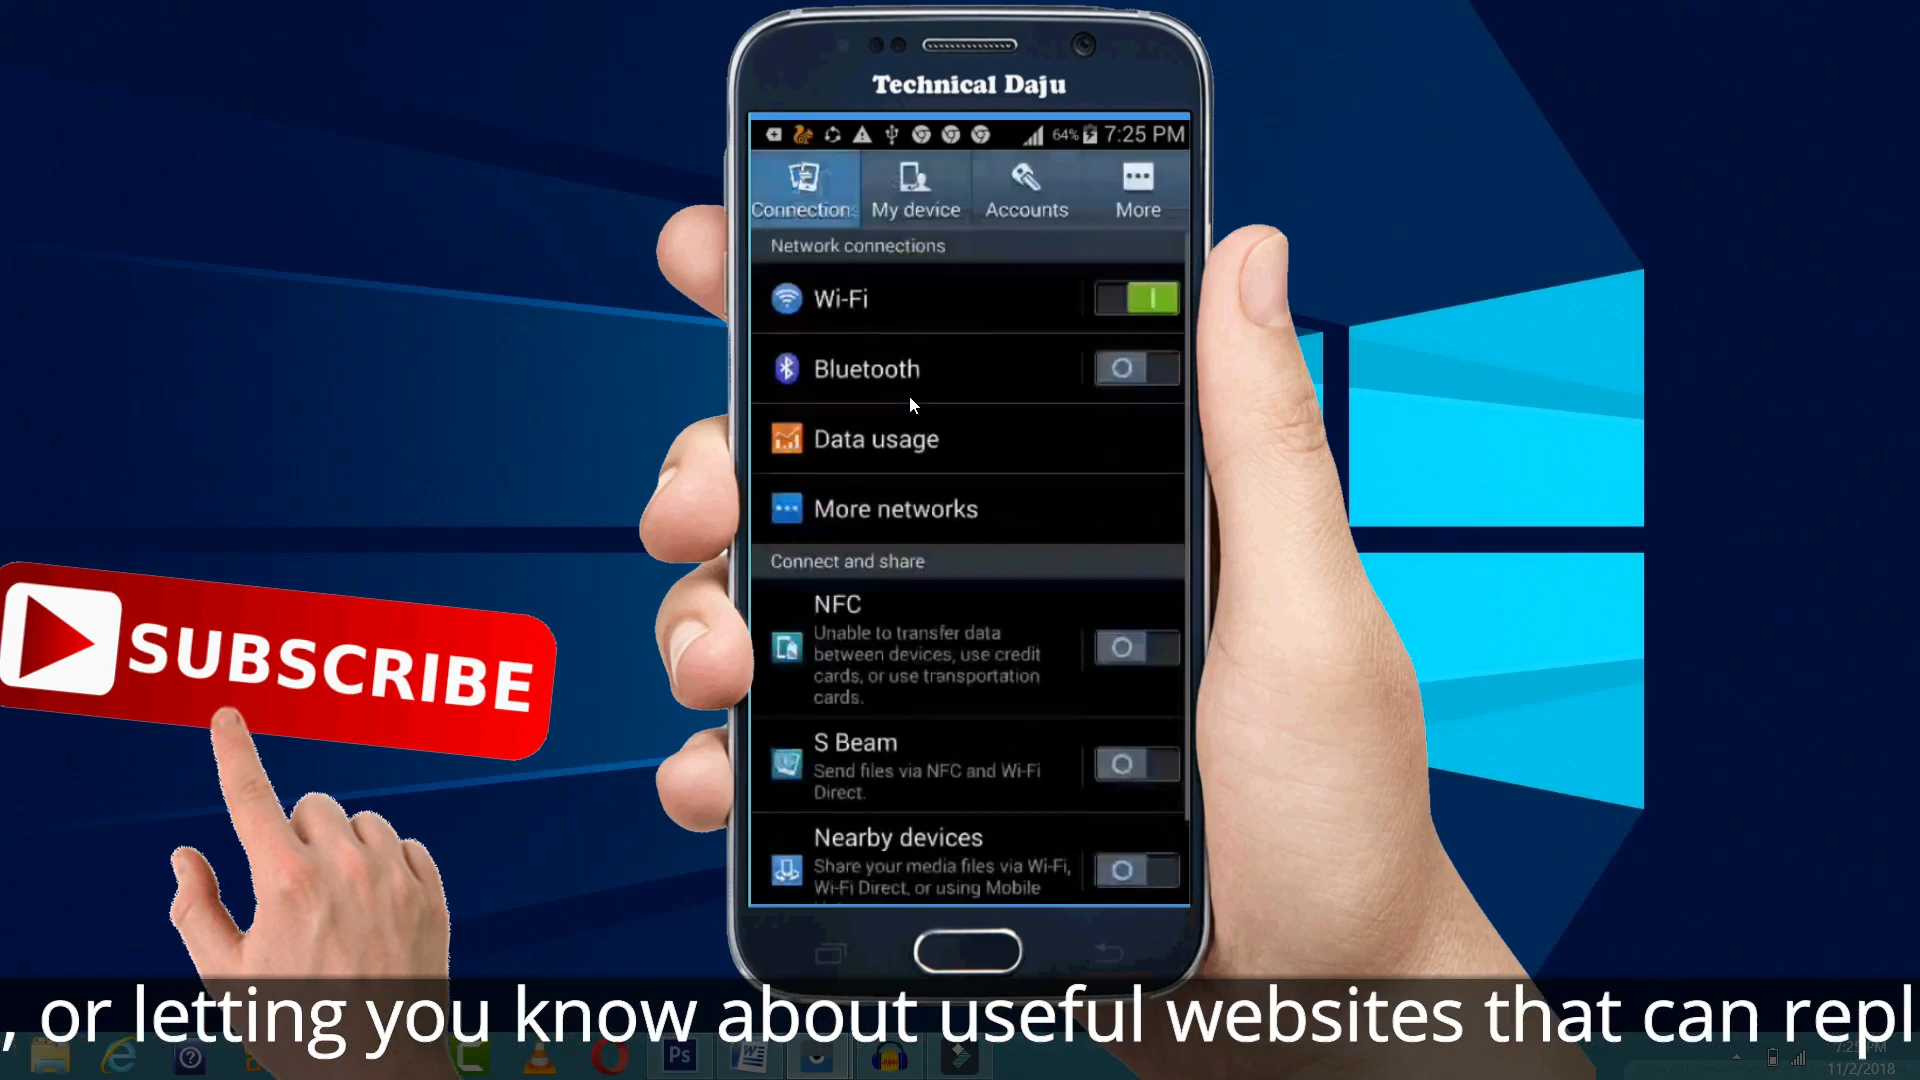 Technical Daju
64% 7:25 PM
Connections
My device
Accounts
More
Network connections
Wi-Fi
Bluetooth
Data usage
More networks
Connect and share
NFC
Unable to transfer data
between devices, use credit
cards, or use transportation
cards.
S Beam
Send files via NFC and Wi-Fi
Direct.
Nearby devices
Share your media files via Wi-Fi,
Wi-Fi Direct, or using Mobile
SUBSCRIBE
, or letting you know about useful websites that can repl
Ps
11/2/2018